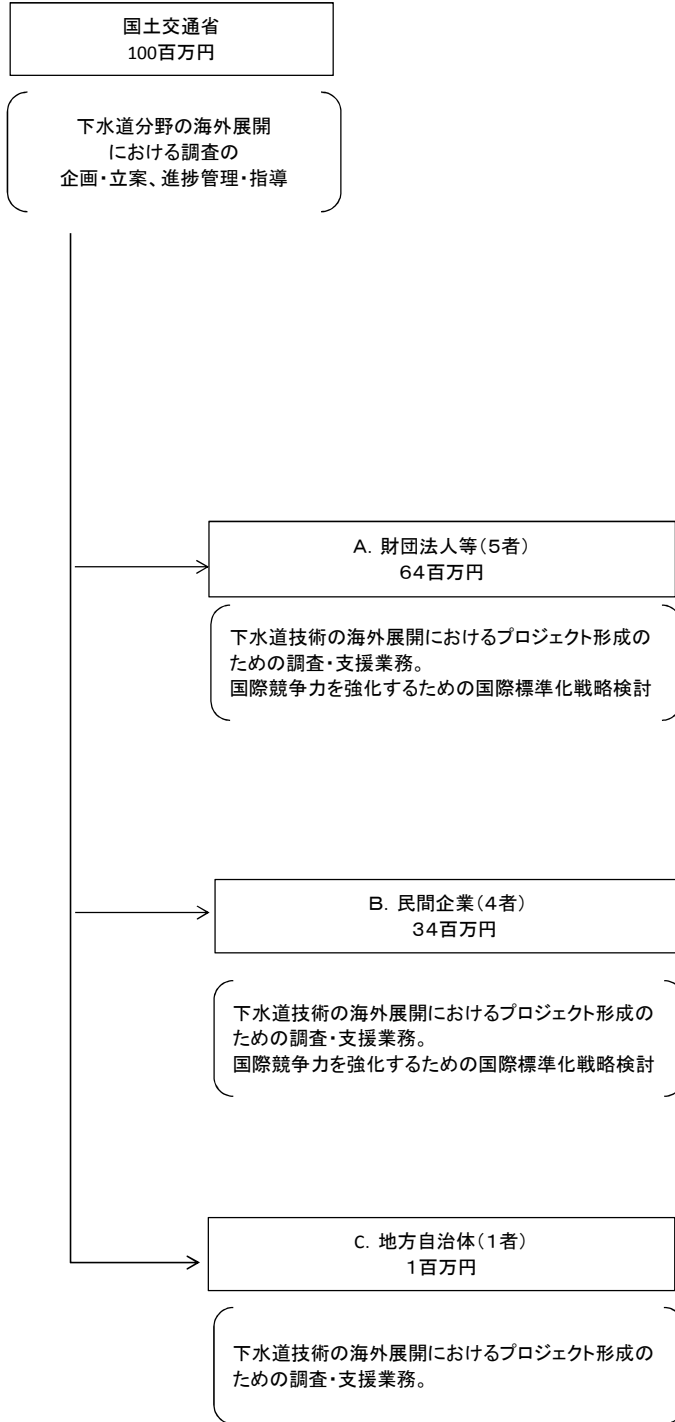 国土交通省
100百万円
下水道分野の海外展開
における調査の
企画・立案、進捗管理・指導
A. 財団法人等(5者)
64百万円
下水道技術の海外展開におけるプロジェクト形成の
ための調査・支援業務。
国際競争力を強化するための国際標準化戦略検討
B. 民間企業(4者)
34百万円
下水道技術の海外展開におけるプロジェクト形成の
ための調査・支援業務。
国際競争力を強化するための国際標準化戦略検討
C. 地方自治体(1者)
1百万円
下水道技術の海外展開におけるプロジェクト形成の
ための調査・支援業務。